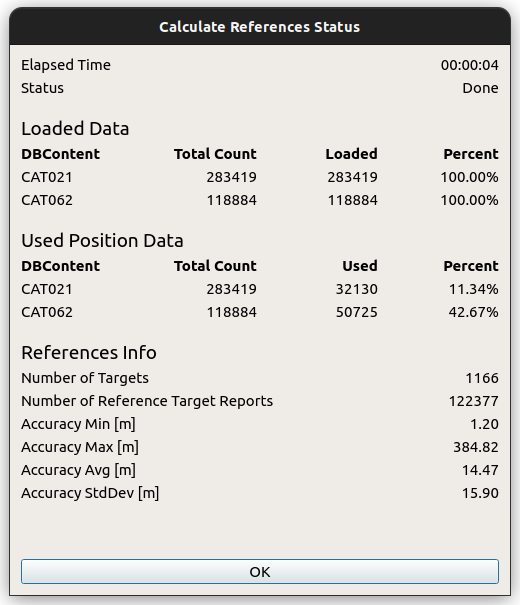 Calculate References Status
Elapsed Time 00:00:04
Status Done
Loaded Data
DBContent Total Count Loaded Percent
CAT021 283419 283419 100.00%
CAT062 118884 118884 100.00%
Used Position Data
DBContent Total Count Used Percent
CAT021 283419 32130 11.34%
CAT062 118884 50725 42.67%
References Info
Number of Targets 1166
Number of Reference Target Reports 122377
Accuracy Min [m] 1.20
Accuracy Max [m] 384.82
Accuracy Avg [m] 14.47
Accuracy StdDev [m] 15.90
OK